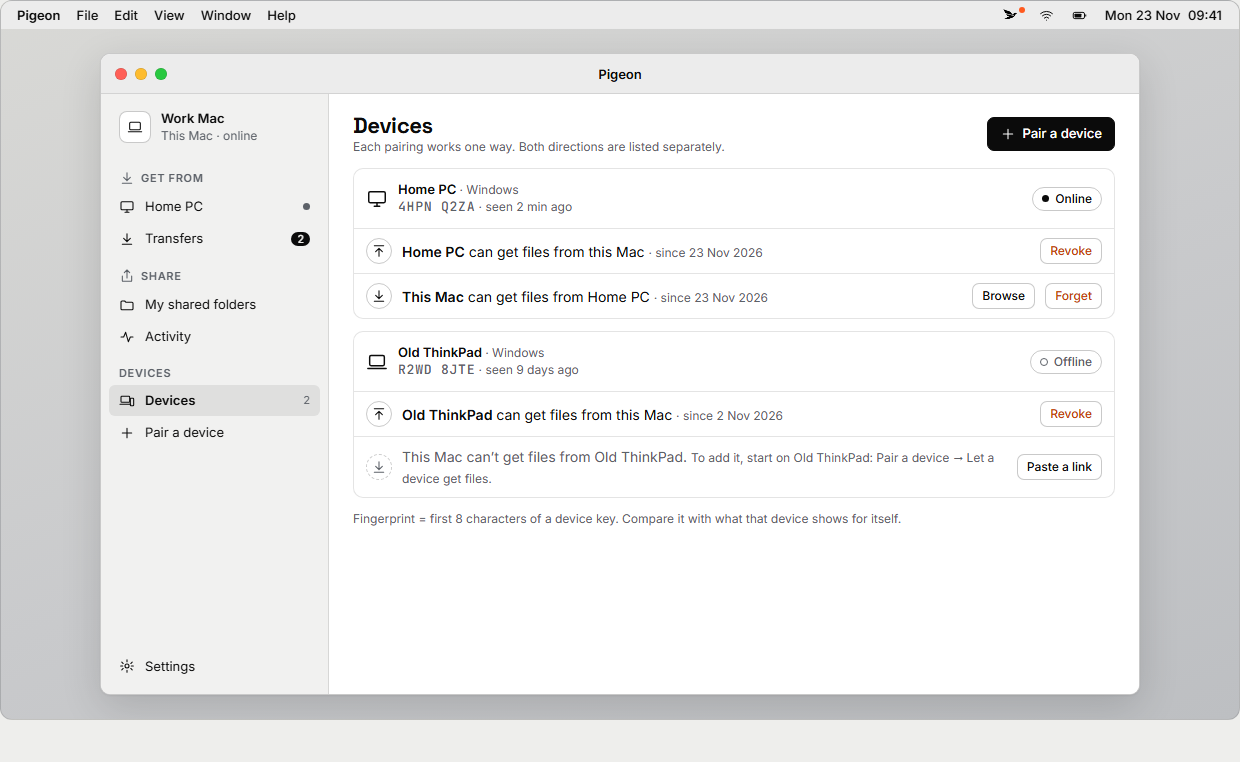 Pigeon File Edit View Window Help Mon 23 Nov 09:41
Pigeon
Work Mac
This Mac · online
GET FROM
Home PC
Transfers 2
SHARE
My shared folders
Activity
DEVICES
Devices 2
Pair a device
Settings
Devices
Each pairing works one way. Both directions are listed separately.
Pair a device
Home PC · Windows
4HPN Q2ZA · seen 2 min ago
Online
Home PC can get files from this Mac · since 23 Nov 2026
Revoke
This Mac can get files from Home PC · since 23 Nov 2026
Browse Forget
Old ThinkPad · Windows
R2WD 8JTE · seen 9 days ago
Offline
Old ThinkPad can get files from this Mac · since 2 Nov 2026
Revoke
This Mac can't get files from Old ThinkPad. To add it, start on Old ThinkPad: Pair a device → Let a
device get files.
Paste a link
Fingerprint = first 8 characters of a device key. Compare it with what that device shows for itself.